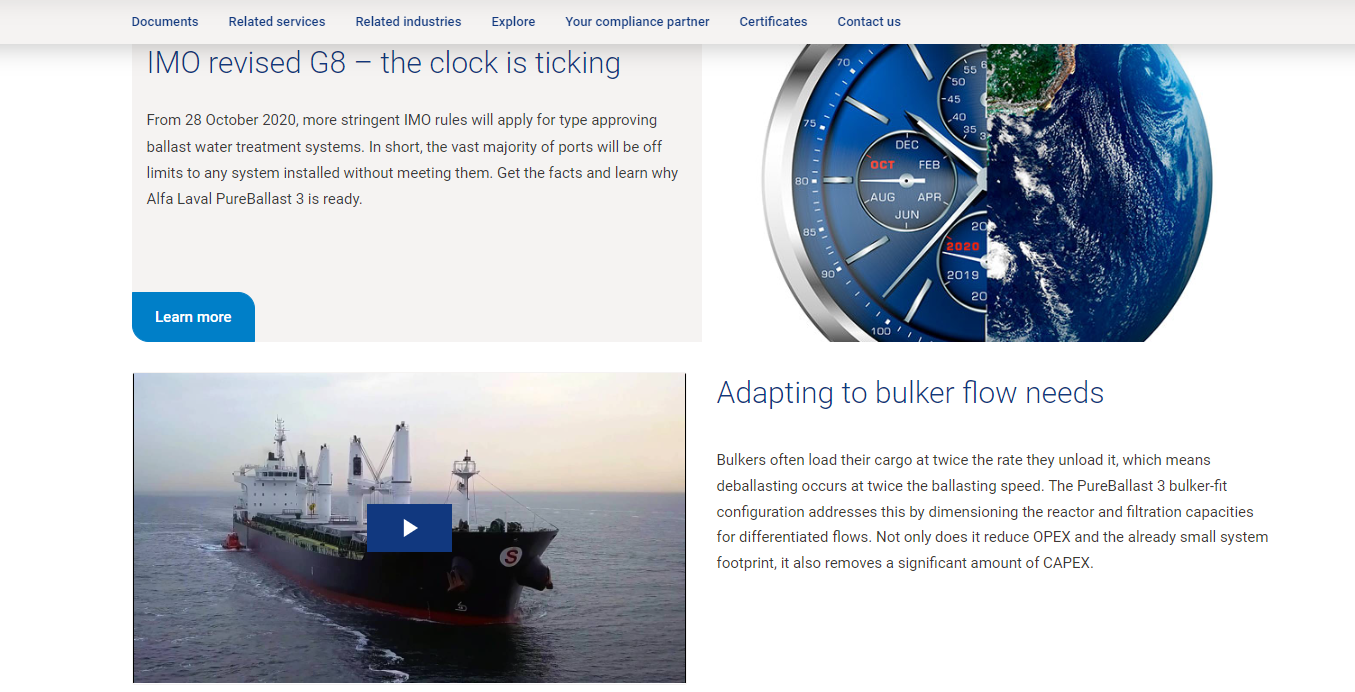 Documents
Related services
Related industries
Explore
Your compliance partner
Certificates
Contact us
IMO revised G8 – the clock is ticking
From 28 October 2020, more stringent IMO rules will apply for type approving
ballast water treatment systems. In short, the vast majority of ports will be off
limits to any system installed without meeting them. Get the facts and learn why
Alfa Laval PureBallast 3 is ready.
Learn more
70
75
80
85
90
100
55
50
45
40
35
DEC
OCT
FEB
AUG
APR
JUN
20
2020
2019
20
Adapting to bulker flow needs
Bulkers often load their cargo at twice the rate they unload it, which means
deballasting occurs at twice the ballasting speed. The PureBallast 3 bulker-fit
configuration addresses this by dimensioning the reactor and filtration capacities
for differentiated flows. Not only does it reduce OPEX and the already small system
footprint, it also removes a significant amount of CAPEX.
S